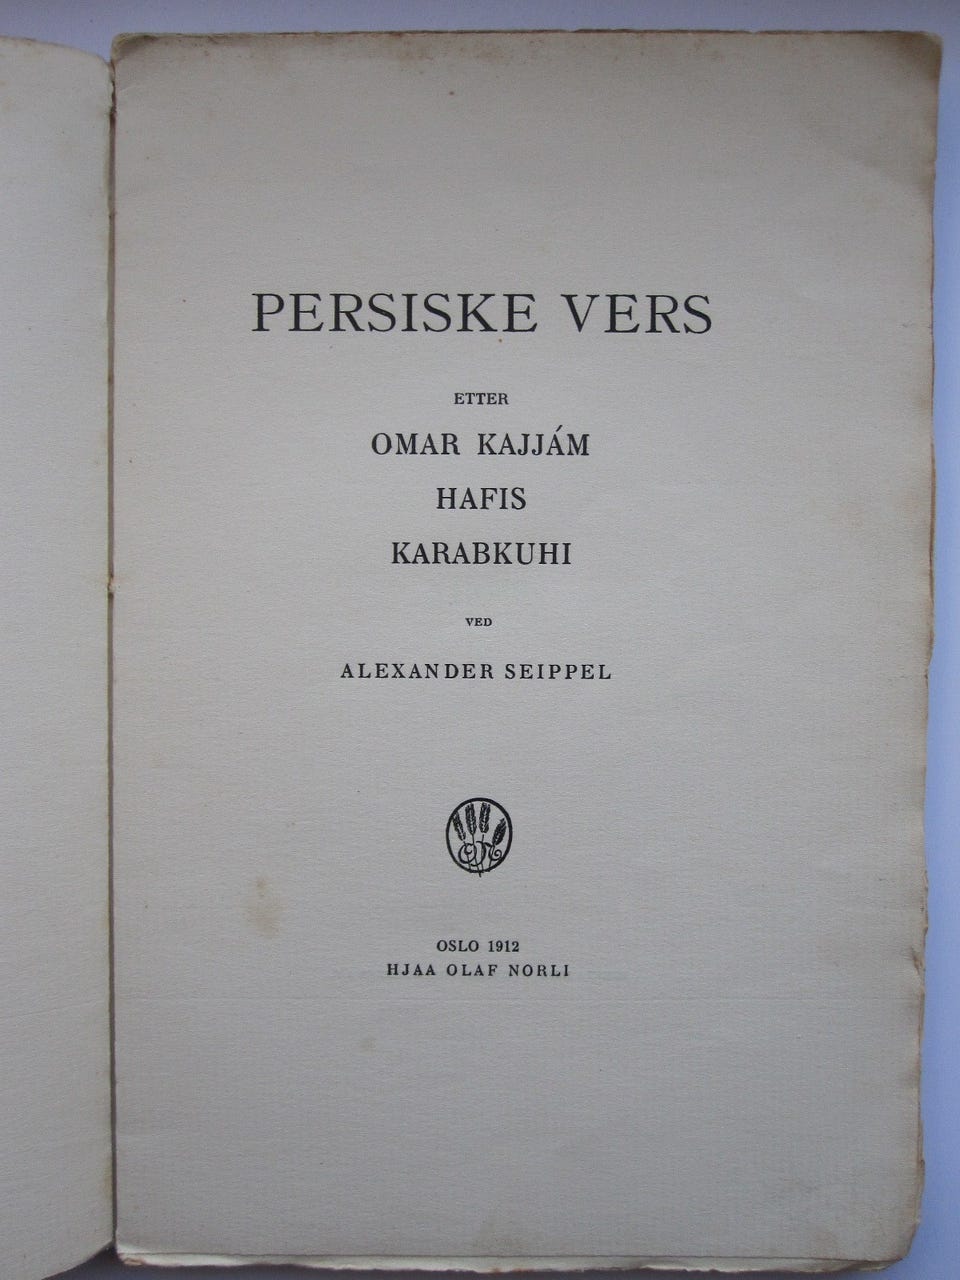 PERSISKE VERS
ETTER
OMAR KAJJÁM
HAFIS
KARABKUHI
VED
ALEXANDER SEIPPEL
OSLO 1912
HJAA OLAF NORLI